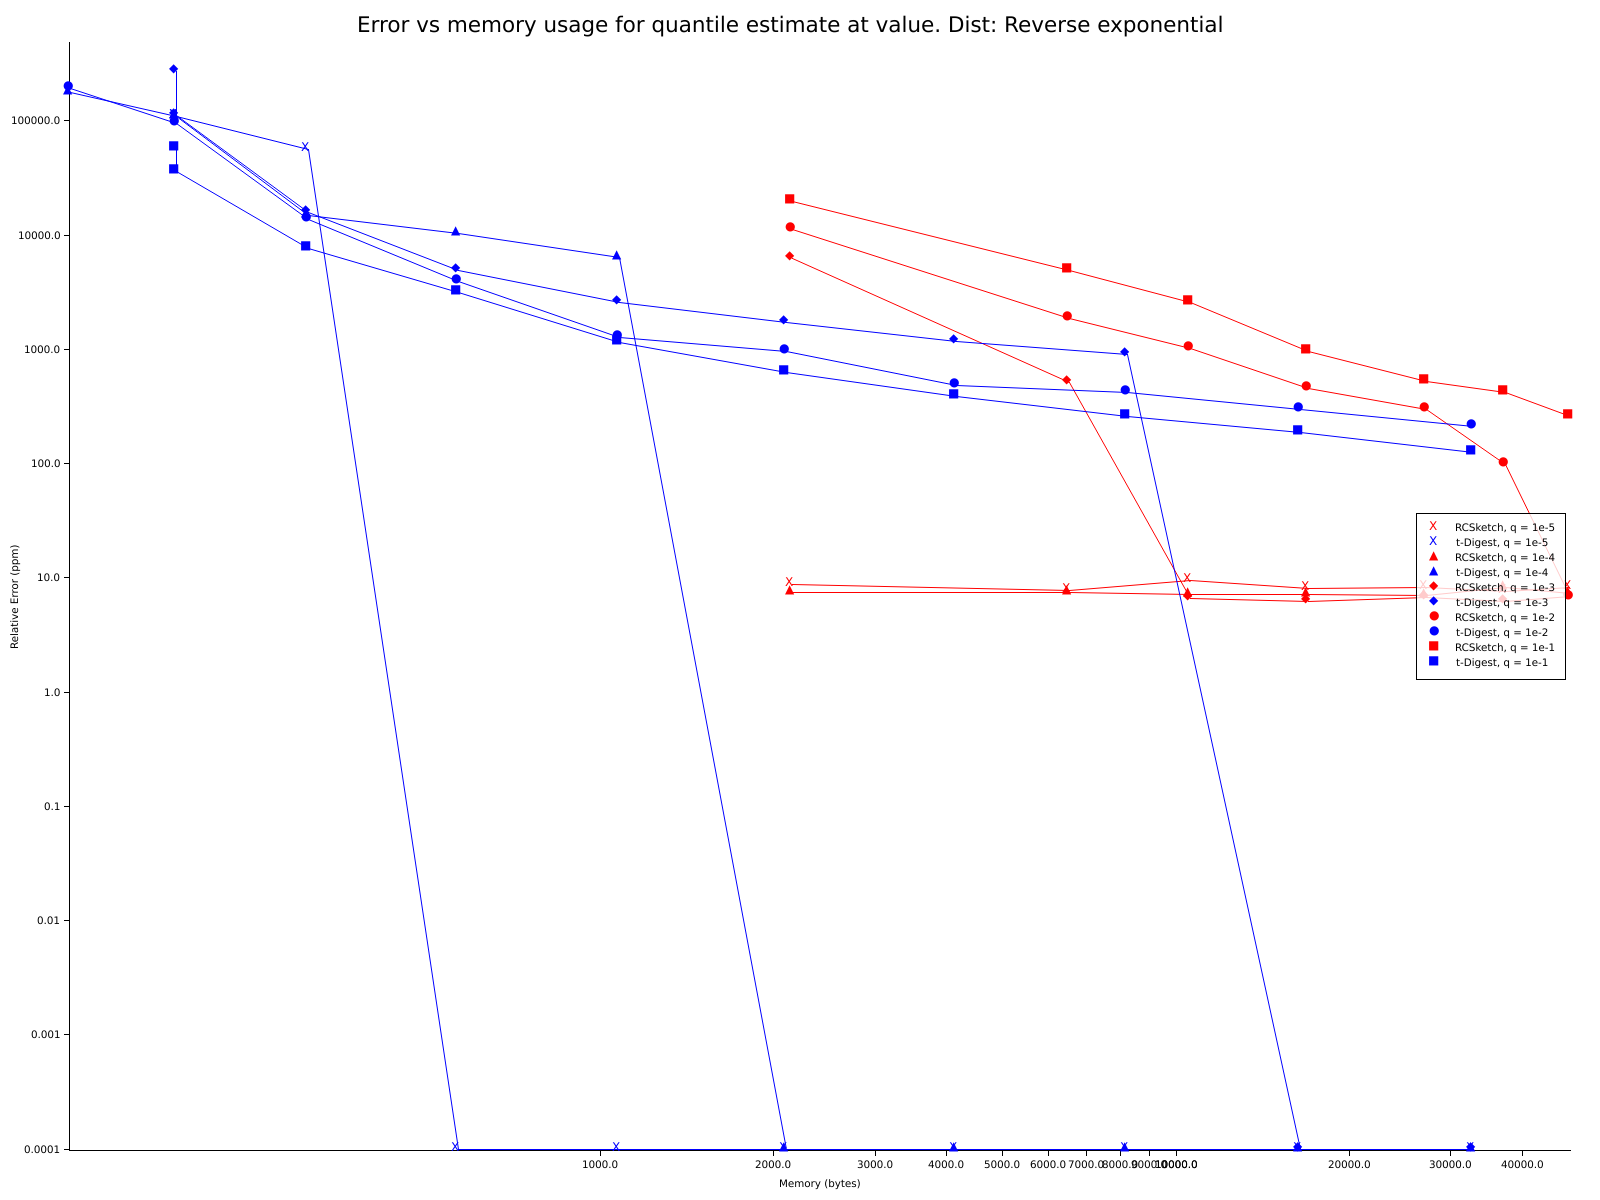 Error vs memory usage for quantile estimate at value. Dist: Reverse exponential
100000.0
10000.0
1000.0
100.0
10.0
1.0
0.1
0.01
0.001
0.0001
Relative Error (ppm)
RCSketch, q = 1e-5
t-Digest, q = 1e-5
RCSketch, q = 1e-4
t-Digest, q = 1e-4
RCSketch, q = 1e-3
t-Digest, q = 1e-3
RCSketch, q = 1e-2
t-Digest, q = 1e-2
RCSketch, q = 1e-1
t-Digest, q = 1e-1
1000.0 2000.0 3000.0 4000.0 5000.0 6000.0 7000.0 8000.0 9000.0 10000.0 20000.0 30000.0 40000.0
Memory (bytes)